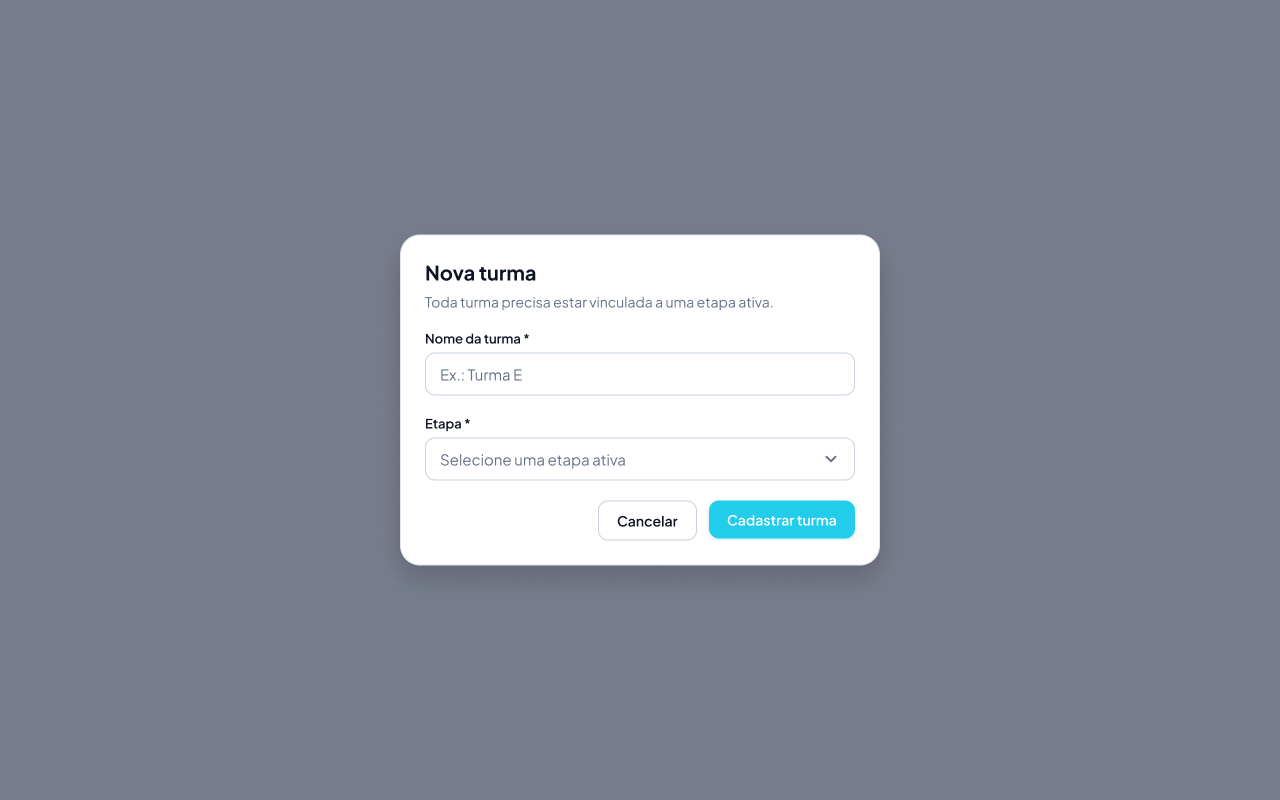 Nova turma
Toda turma precisa estar vinculada a uma etapa ativa.
Nome da turma *
Ex.: Turma E
Etapa *
Selecione uma etapa ativa
Cancelar
Cadastrar turma